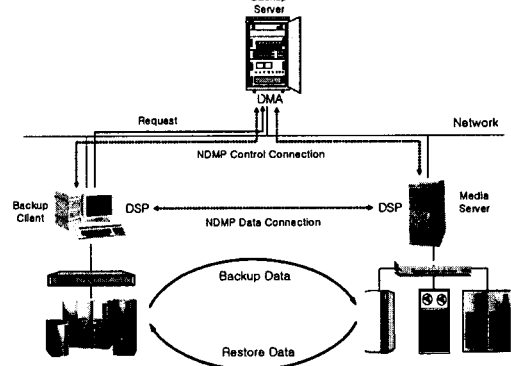 Server
DMA
Request
Network
NDMP Control Connection
Backup
Client
DSP
NDMP Data Connection
DSP
Media
Server
Backup Data
Restore Data